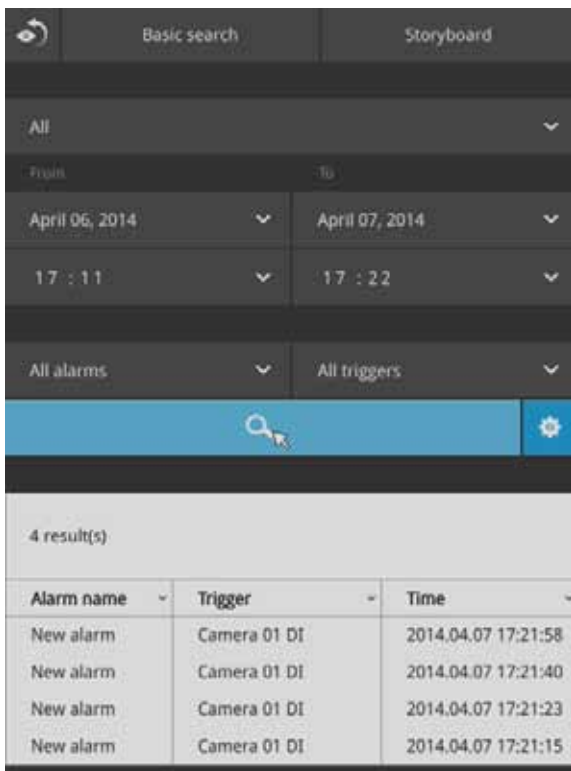 Basic search Storyboard
All
From To
April 06, 2014 April 07, 2014
17 : 11 17 : 22
All alarms All triggers
4 result(s)
Alarm name Trigger Time
New alarm Camera 01 DI 2014.04.07 17:21:58
New alarm Camera 01 DI 2014.04.07 17:21:40
New alarm Camera 01 DI 2014.04.07 17:21:23
New alarm Camera 01 DI 2014.04.07 17:21:15